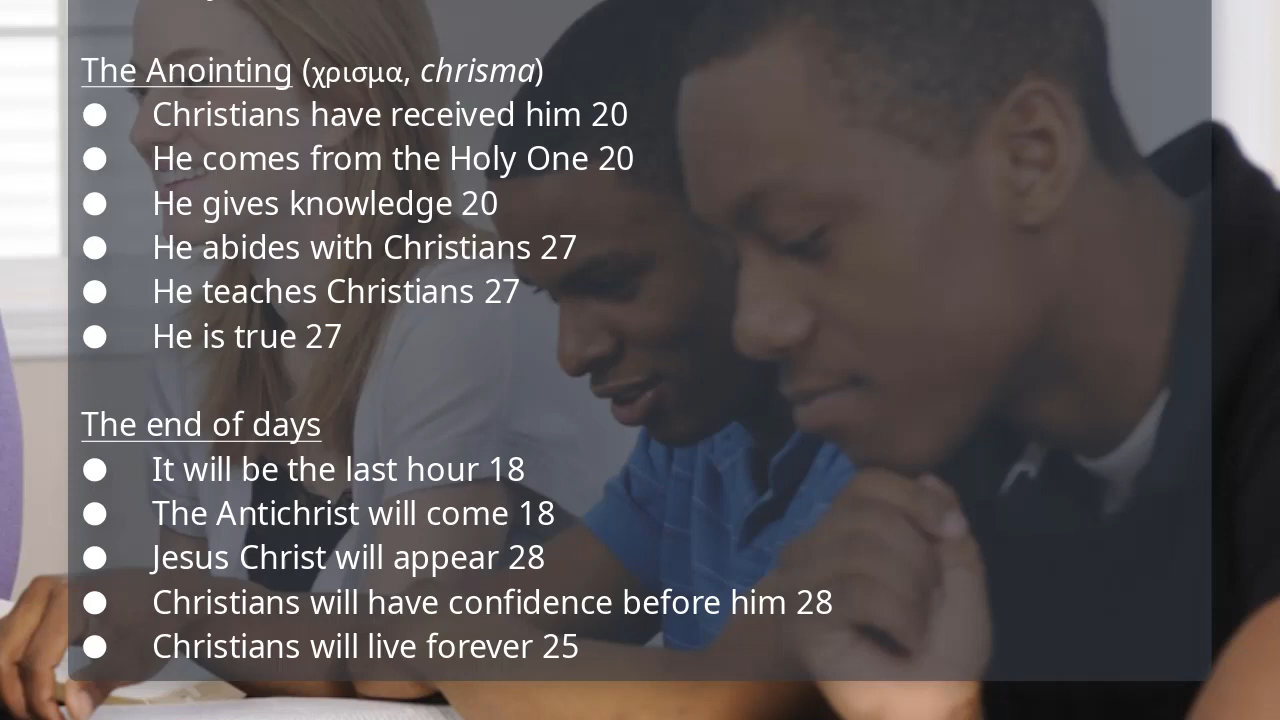 The Anointing (χρισμα, chrisma)
● Christians have received him 20
● He comes from the Holy One 20
● He gives knowledge 20
● He abides with Christians 27
● He teaches Christians 27
● He is true 27
The end of days
● It will be the last hour 18
● The Antichrist will come 18
● Jesus Christ will appear 28
● Christians will have confidence before him 28
● Christians will live forever 25